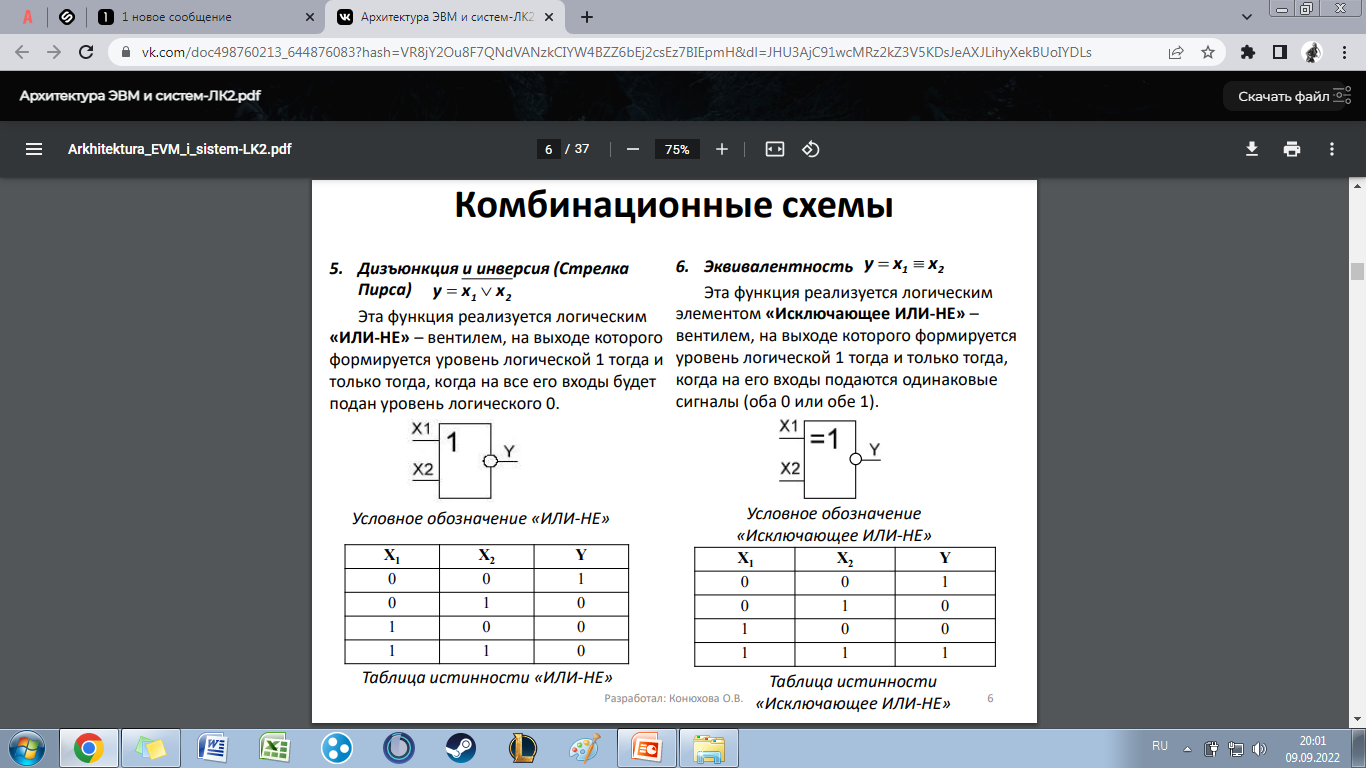 1 новое сообщение
Архитектура ЭВМ и систем-ЛК2
vk.com/doc498760213_644876083?hash=VR8jY2Ou8F7QNdVANzkCIYW4BZZ6bEj2csEz7BIEpmH&dl=JHU3AjC91wcMRz2kZ3V5KDsJeAXJLihyXekBUoIYDLs
Архитектура ЭВМ и систем-ЛК2.pdf
Скачать файл
Arkhitektura_EVM_i_sistem-LK2.pdf
6 / 37
75%
Комбинационные схемы
5. Дизъюнкция и инверсия (Стрелка
Пирса) y = x₁ ∨ x₂
Эта функция реализуется логическим
«ИЛИ-НЕ» – вентилем, на выходе которого
формируется уровень логической 1 тогда и
только тогда, когда на все его входы будет
подан уровень логического 0.
X1
1
Y
X2
Условное обозначение «ИЛИ-НЕ»
X₁ X₂ Y
0 0 1
0 1 0
1 0 0
1 1 0
Таблица истинности «ИЛИ-НЕ»
6. Эквивалентность y = x₁ ≡ x₂
Эта функция реализуется логическим
элементом «Исключающее ИЛИ-НЕ» –
вентилем, на выходе которого формируется
уровень логической 1 тогда и только тогда,
когда на его входы подаются одинаковые
сигналы (оба 0 или обе 1).
X1
=1
Y
X2
Условное обозначение
«Исключающее ИЛИ-НЕ»
X₁ X₂ Y
0 0 1
0 1 0
1 0 0
1 1 1
Таблица истинности
«Исключающее ИЛИ-НЕ»
Разработал: Конюхова О.В.
6
RU
20:01
09.09.2022